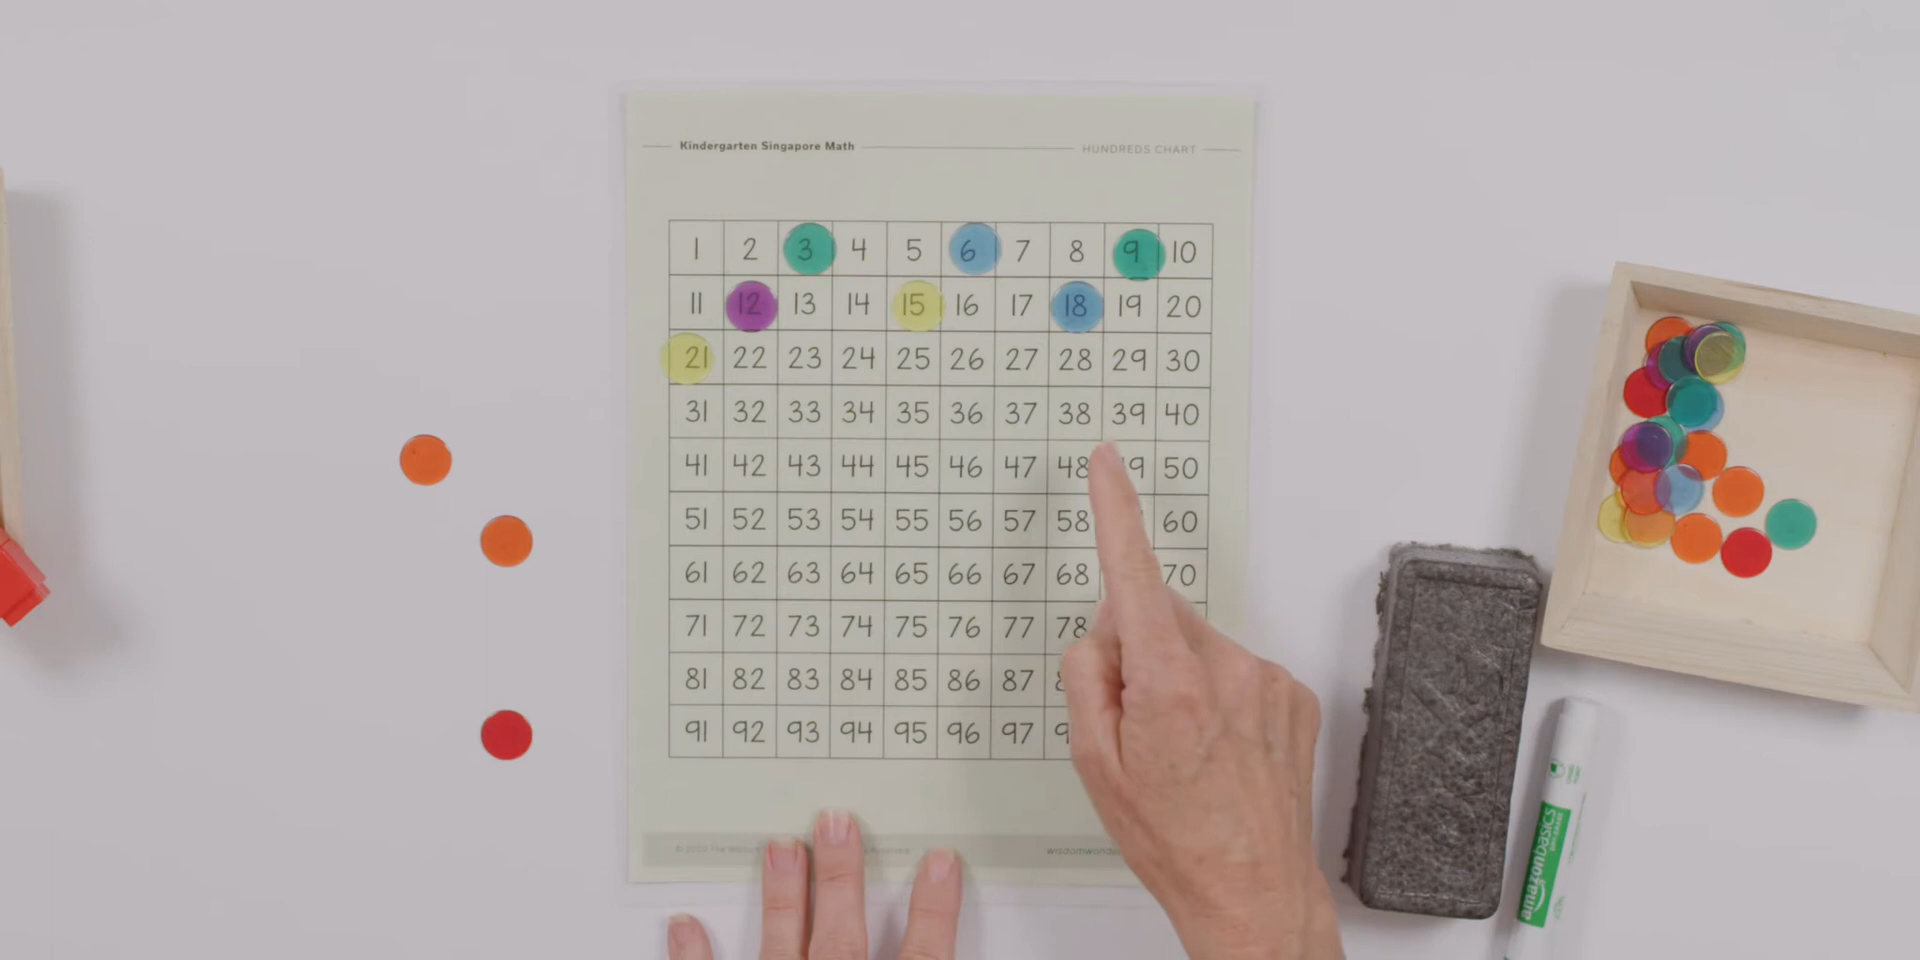 Kindergarten Singapore Math
HUNDREDS CHART
1 2 3 4 5 6 7 8 9 10
11 12 13 14 15 16 17 18 19 20
21 22 23 24 25 26 27 28 29 30
31 32 33 34 35 36 37 38 39 40
41 42 43 44 45 46 47 48 50
51 52 53 54 55 56 57 58 60
61 62 63 64 65 66 67 68 70
71 72 73 74 75 76 77 78
81 82 83 84 85 86 87
91 92 93 94 95 96 97
amazonbasics